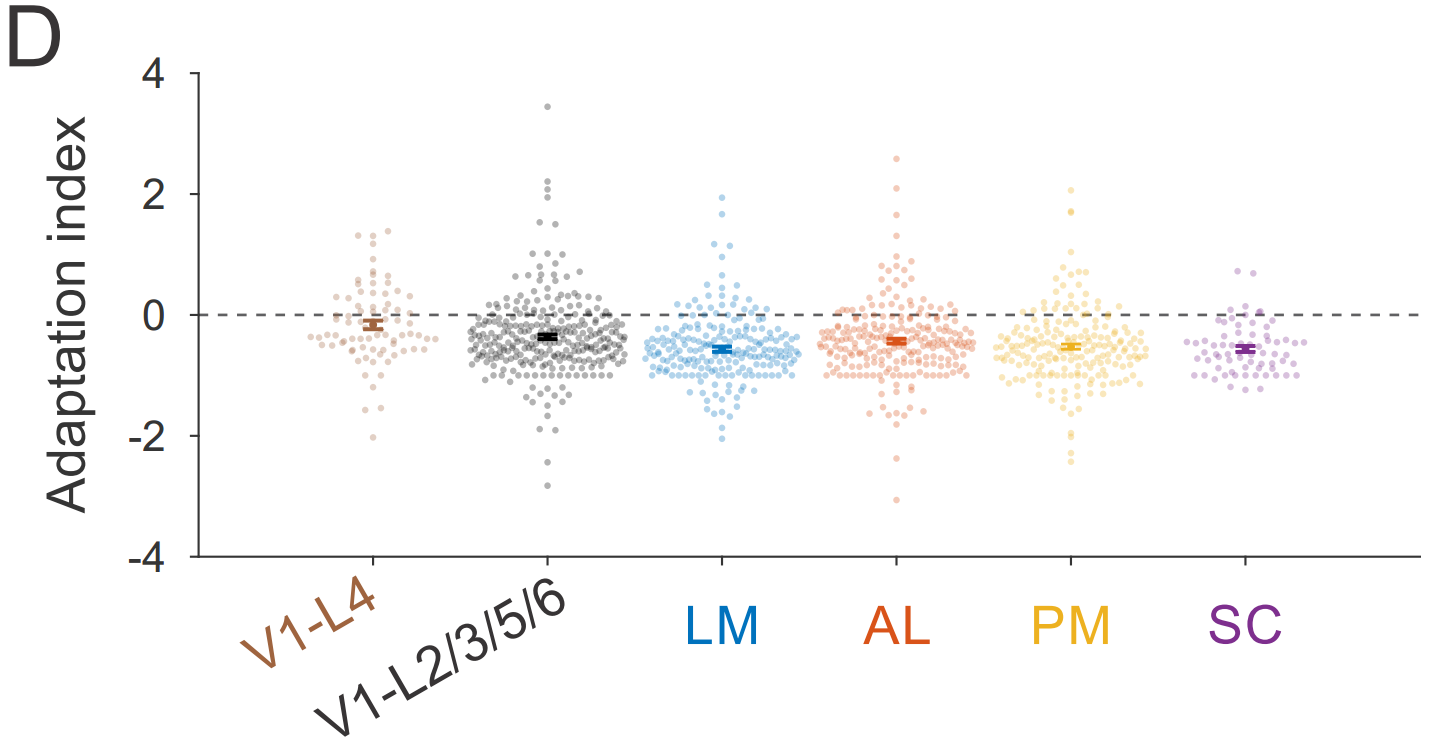 D
Adaptation index
4
2
0
-2
-4
V1-L4
V1-L2/3/5/6
LM
AL
PM
SC